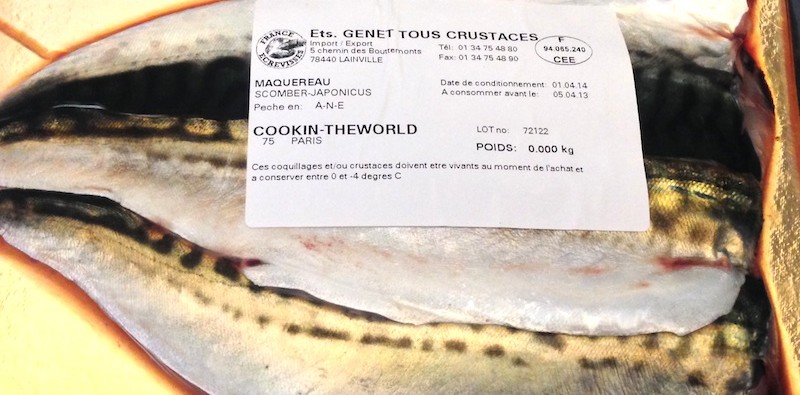 FRANCE
ECREVISSES
Ets. GENET TOUS CRUSTACES
Import / Export
5 chemin des Bouttemonts
78440 LAINVILLE
Tél: 01 34 75 48 80
Fax: 01 34 75 48 90
F
94.065.240
CEE
MAQUEREAU
SCOMBER-JAPONICUS
Peche en: A-N-E
Date de conditionnement: 01.04.14
A consommer avant le: 05.04.13
COOKIN-THEWORLD
75 PARIS
LOT no: 72122
POIDS: 0.000 kg
Ces coquillages et/ou crustaces doivent etre vivants au moment de l'achat et
a conserver entre 0 et -4 degres C